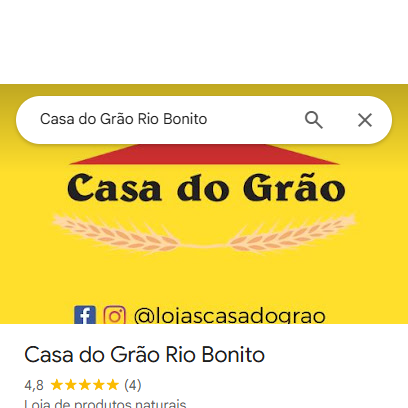 Casa do Grão Rio Bonito
Casa do Grão
@lojascasadograo
Casa do Grão Rio Bonito
4,8 (4)
Loja de produtos naturais